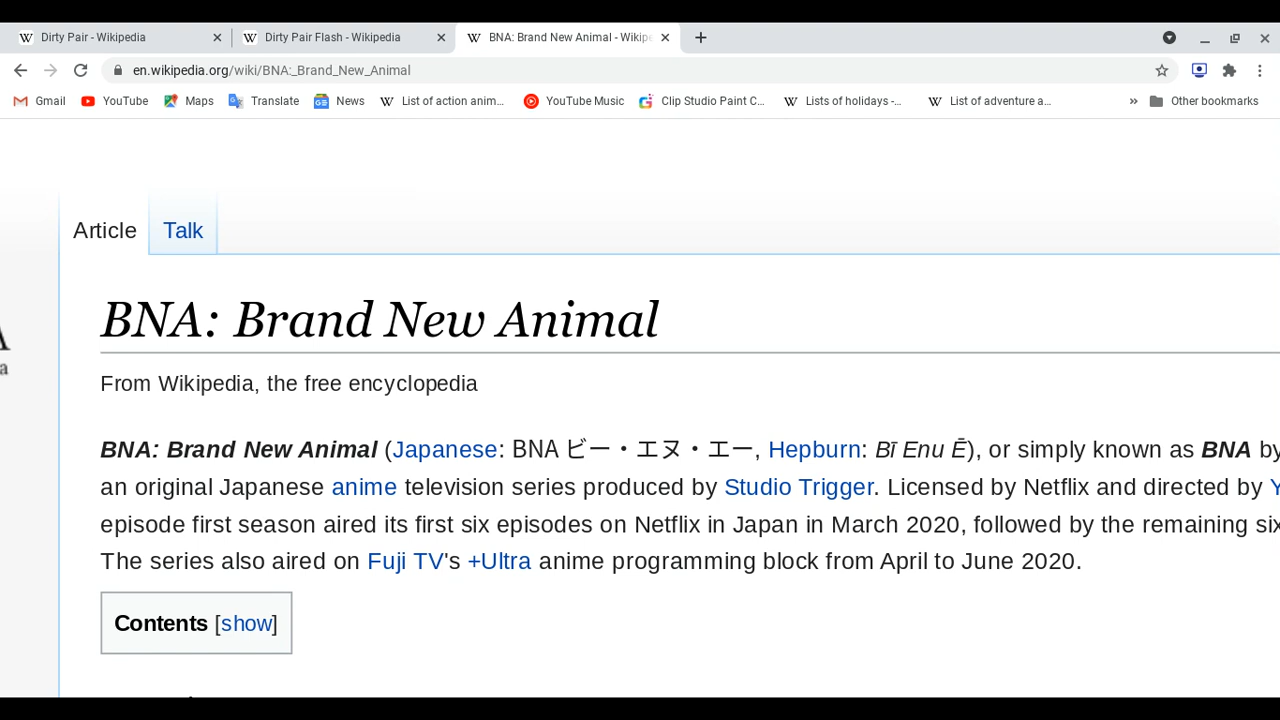 Dirty Pair - Wikipedia
Dirty Pair Flash - Wikipedia
BNA: Brand New Animal - Wikipe
en.wikipedia.org/wiki/BNA:_Brand_New_Animal
Gmail YouTube Maps Translate News List of action anim... YouTube Music Clip Studio Paint C... Lists of holidays -... List of adventure a... » Other bookmarks
Article Talk
BNA: Brand New Animal
a
From Wikipedia, the free encyclopedia
BNA: Brand New Animal (Japanese: BNA ビー・エヌ・エー, Hepburn: Bī Enu Ē), or simply known as BNA by
an original Japanese anime television series produced by Studio Trigger. Licensed by Netflix and directed by Y
episode first season aired its first six episodes on Netflix in Japan in March 2020, followed by the remaining six
The series also aired on Fuji TV's +Ultra anime programming block from April to June 2020.
Contents [show]